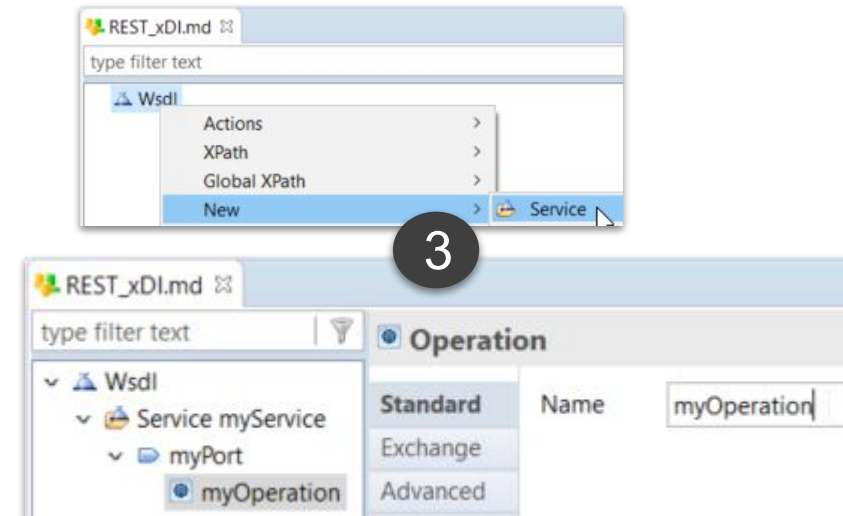 REST_xDI.md
type filter text
Wsdl
Actions
XPath
Global XPath
New
Service
3
REST_xDI.md
type filter text
Operation
Wsdl
Service myService
myPort
myOperation
Standard
Name
myOperation
Exchange
Advanced